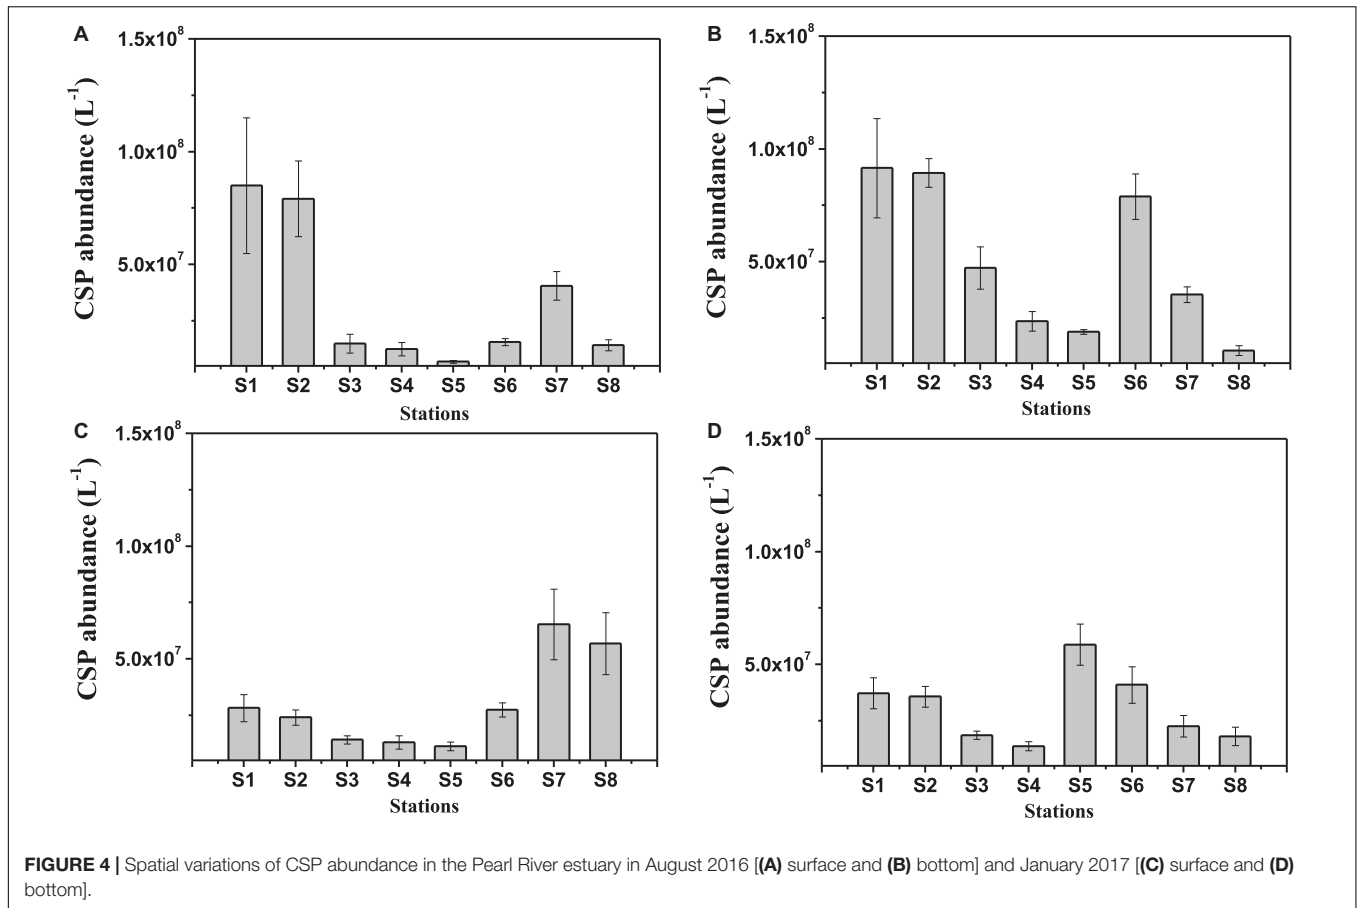 A
1.5x10⁸
1.0x10⁸
5.0x10⁷
CSP abundance (L⁻¹)
S1 S2 S3 S4 S5 S6 S7 S8
Stations
B
1.5x10⁸
1.0x10⁸
5.0x10⁷
CSP abundance (L⁻¹)
S1 S2 S3 S4 S5 S6 S7 S8
Stations
C
1.5x10⁸
1.0x10⁸
5.0x10⁷
CSP abundance (L⁻¹)
S1 S2 S3 S4 S5 S6 S7 S8
Stations
D
1.5x10⁸
1.0x10⁸
5.0x10⁷
CSP abundance (L⁻¹)
S1 S2 S3 S4 S5 S6 S7 S8
Stations
FIGURE 4 | Spatial variations of CSP abundance in the Pearl River estuary in August 2016 [(A) surface and (B) bottom] and January 2017 [(C) surface and (D)
bottom].